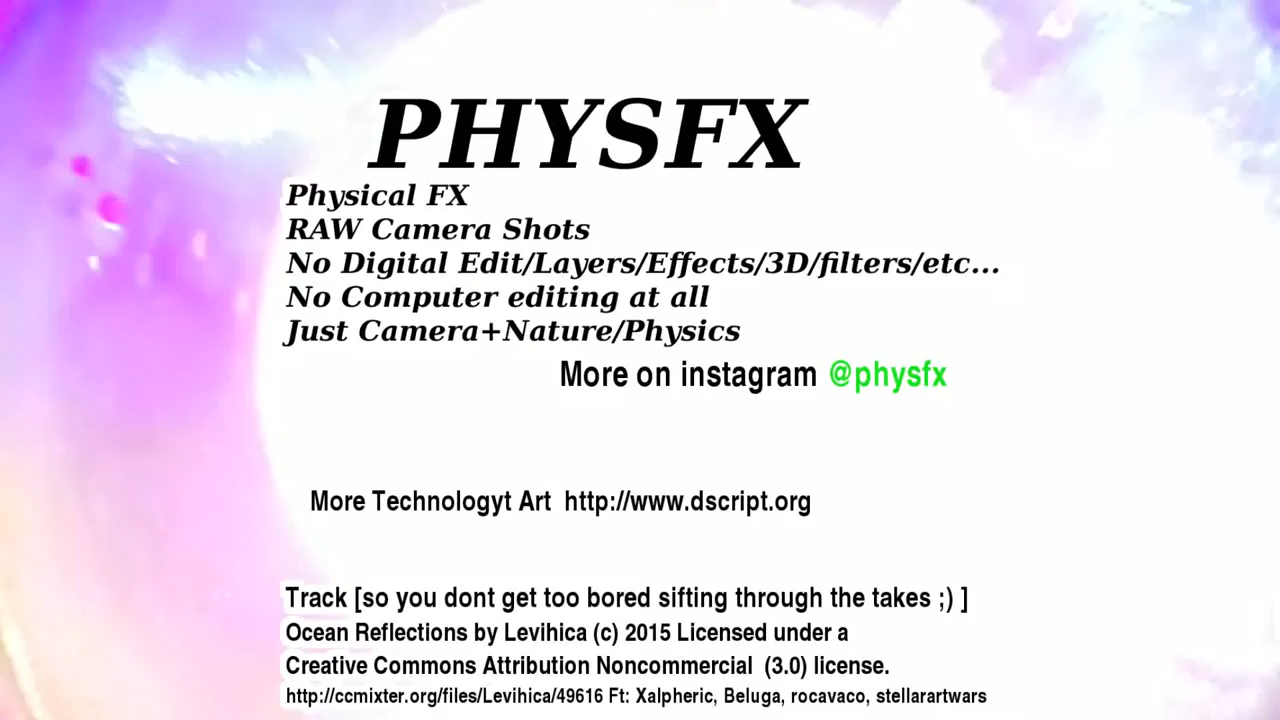 PHYSFX
Physical FX
RAW Camera Shots
No Digital Edit/Layers/Effects/3D/filters/etc...
No Computer editing at all
Just Camera+Nature/Physics
More on instagram @physfx
More Technologyt Art  http://www.dscript.org
Track [so you dont get too bored sifting through the takes ;) ]
Ocean Reflections by Levihica (c) 2015 Licensed under a
Creative Commons Attribution Noncommercial  (3.0) license.
http://ccmixter.org/files/Levihica/49616 Ft: Xalpheric, Beluga, rocavaco, stellarartwars